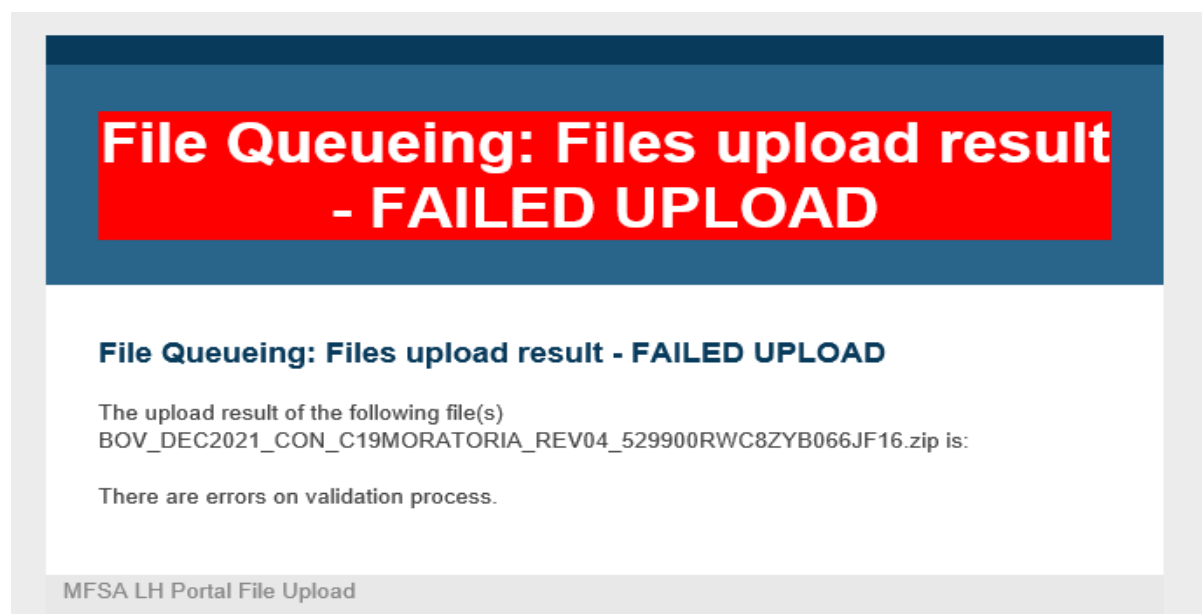 File Queueing: Files upload result
- FAILED UPLOAD
File Queueing: Files upload result - FAILED UPLOAD
The upload result of the following file(s)
BOV_DEC2021_CON_C19MORATORIA_REV04_529900RWC8ZYB066JF16.zip is:
There are errors on validation process.
MFSA LH Portal File Upload